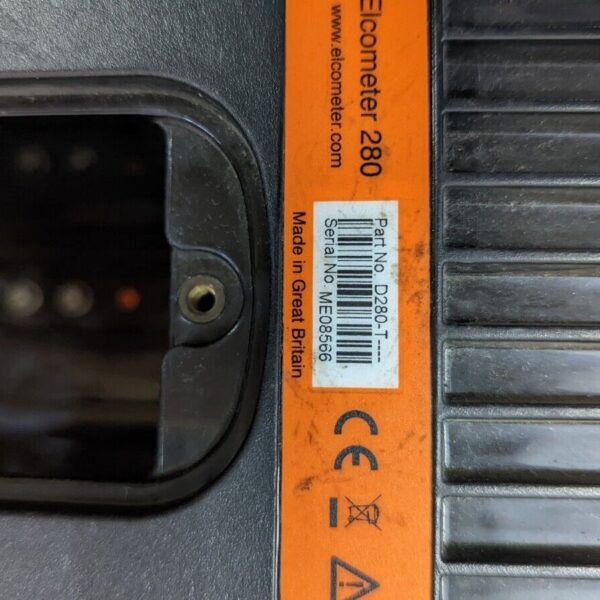 Elcometer 280
www.elcometer.com
Part No. D280-T----
Serial No. ME08566
Made in Great Britain
CE